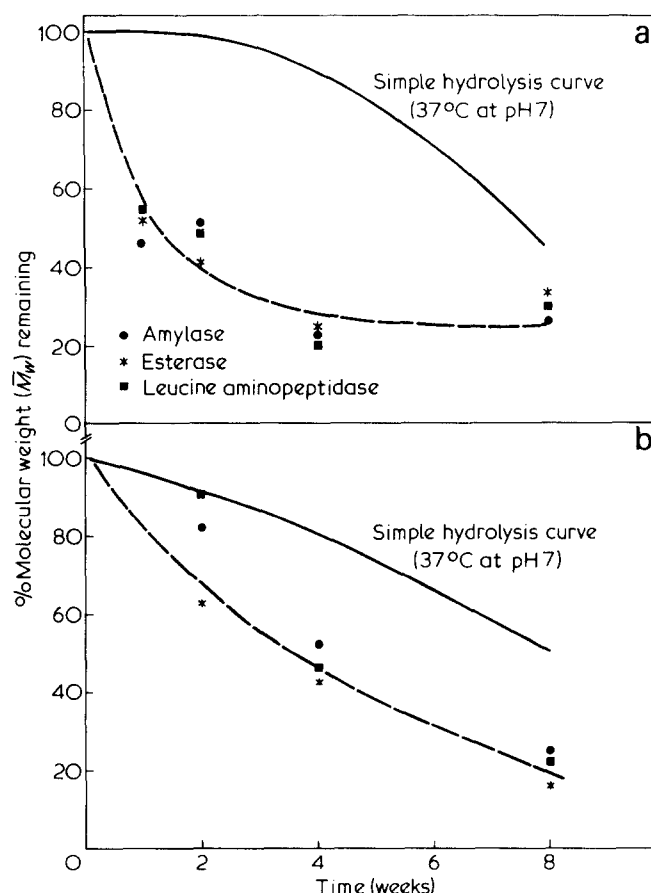 a
100
80
60
40
20
0
Simple hydrolysis curve
(37°C at pH7)
● Amylase
* Esterase
■ Leucine aminopeptidase
%Molecular weight (M̄w) remaining
b
100
80
60
40
20
Simple hydrolysis curve
(37°C at pH7)
0 2 4 6 8
Time (weeks)